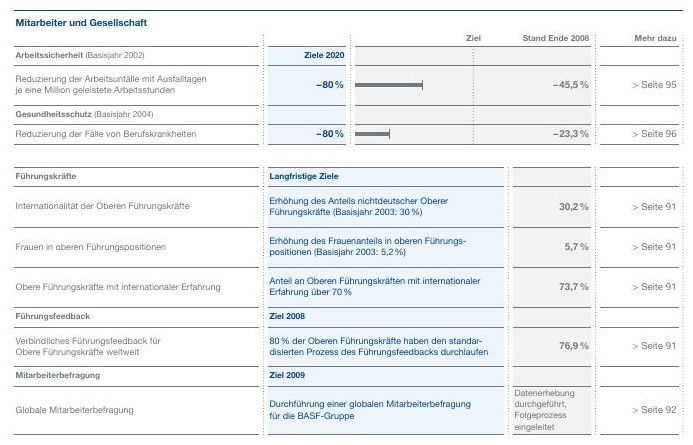 Mitarbeiter und Gesellschaft
Ziel Stand Ende 2008 Mehr dazu
Arbeitssicherheit (Basisjahr 2002) Ziele 2020
Reduzierung der Arbeitsunfälle mit Ausfalltagen
je eine Million geleistete Arbeitsstunden
−80 % −45,5 % > Seite 95
Gesundheitsschutz (Basisjahr 2004)
Reduzierung der Fälle von Berufskrankheiten −80 % −23,3 % > Seite 96
Führungskräfte Langfristige Ziele
Internationalität der Oberen Führungskräfte
Erhöhung des Anteils nichtdeutscher Oberer
Führungskräfte (Basisjahr 2003: 30 %)
30,2 % > Seite 91
Frauen in oberen Führungspositionen
Erhöhung des Frauenanteils in oberen Führungs-
positionen (Basisjahr 2003: 5,2 %)
5,7 % > Seite 91
Obere Führungskräfte mit internationaler Erfahrung
Anteil an Oberen Führungskräften mit internationaler
Erfahrung über 70 %
73,7 % > Seite 91
Führungsfeedback Ziel 2008
Verbindliches Führungsfeedback für
Obere Führungskräfte weltweit
80 % der Oberen Führungskräfte haben den standar-
disierten Prozess des Führungsfeedbacks durchlaufen
76,9 % > Seite 91
Mitarbeiterbefragung Ziel 2009
Globale Mitarbeiterbefragung
Durchführung einer globalen Mitarbeiterbefragung
für die BASF-Gruppe
Datenerhebung
durchgeführt,
Folgeprozess
eingeleitet
> Seite 92